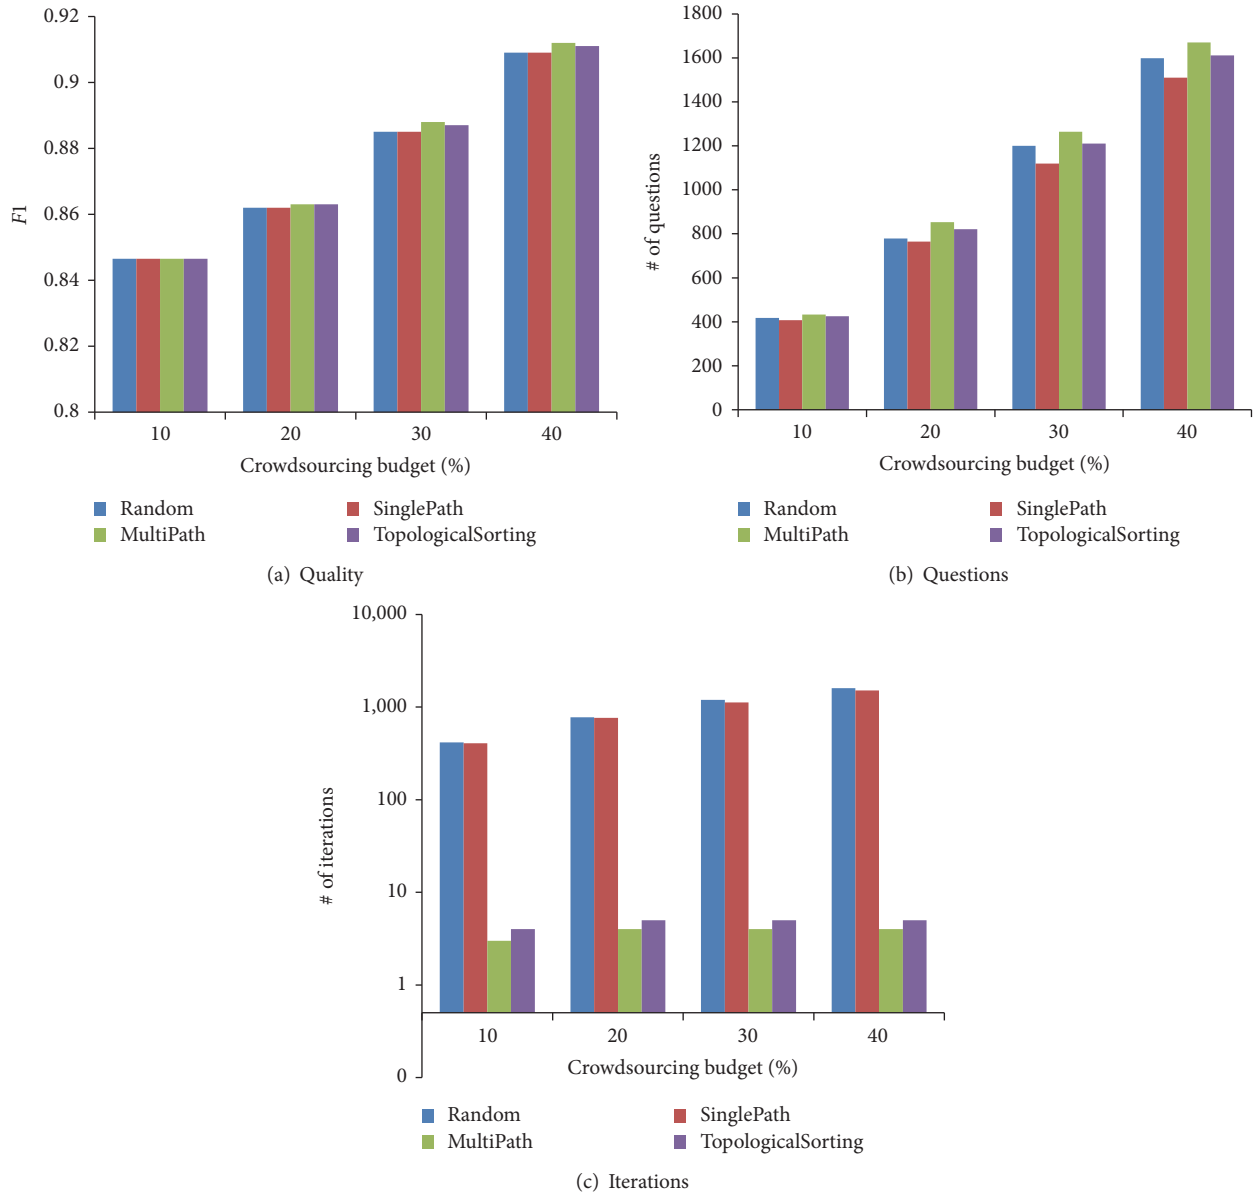 0.92
0.9
0.88
0.86
0.84
0.82
0.8
F1
10 20 30 40
Crowdsourcing budget (%)
Random SinglePath
MultiPath TopologicalSorting
(a) Quality
1800
1600
1400
1200
1000
800
600
400
200
0
# of questions
10 20 30 40
Crowdsourcing budget (%)
Random SinglePath
MultiPath TopologicalSorting
(b) Questions
10,000
1,000
100
10
1
0
# of iterations
10 20 30 40
Crowdsourcing budget (%)
Random SinglePath
MultiPath TopologicalSorting
(c) Iterations